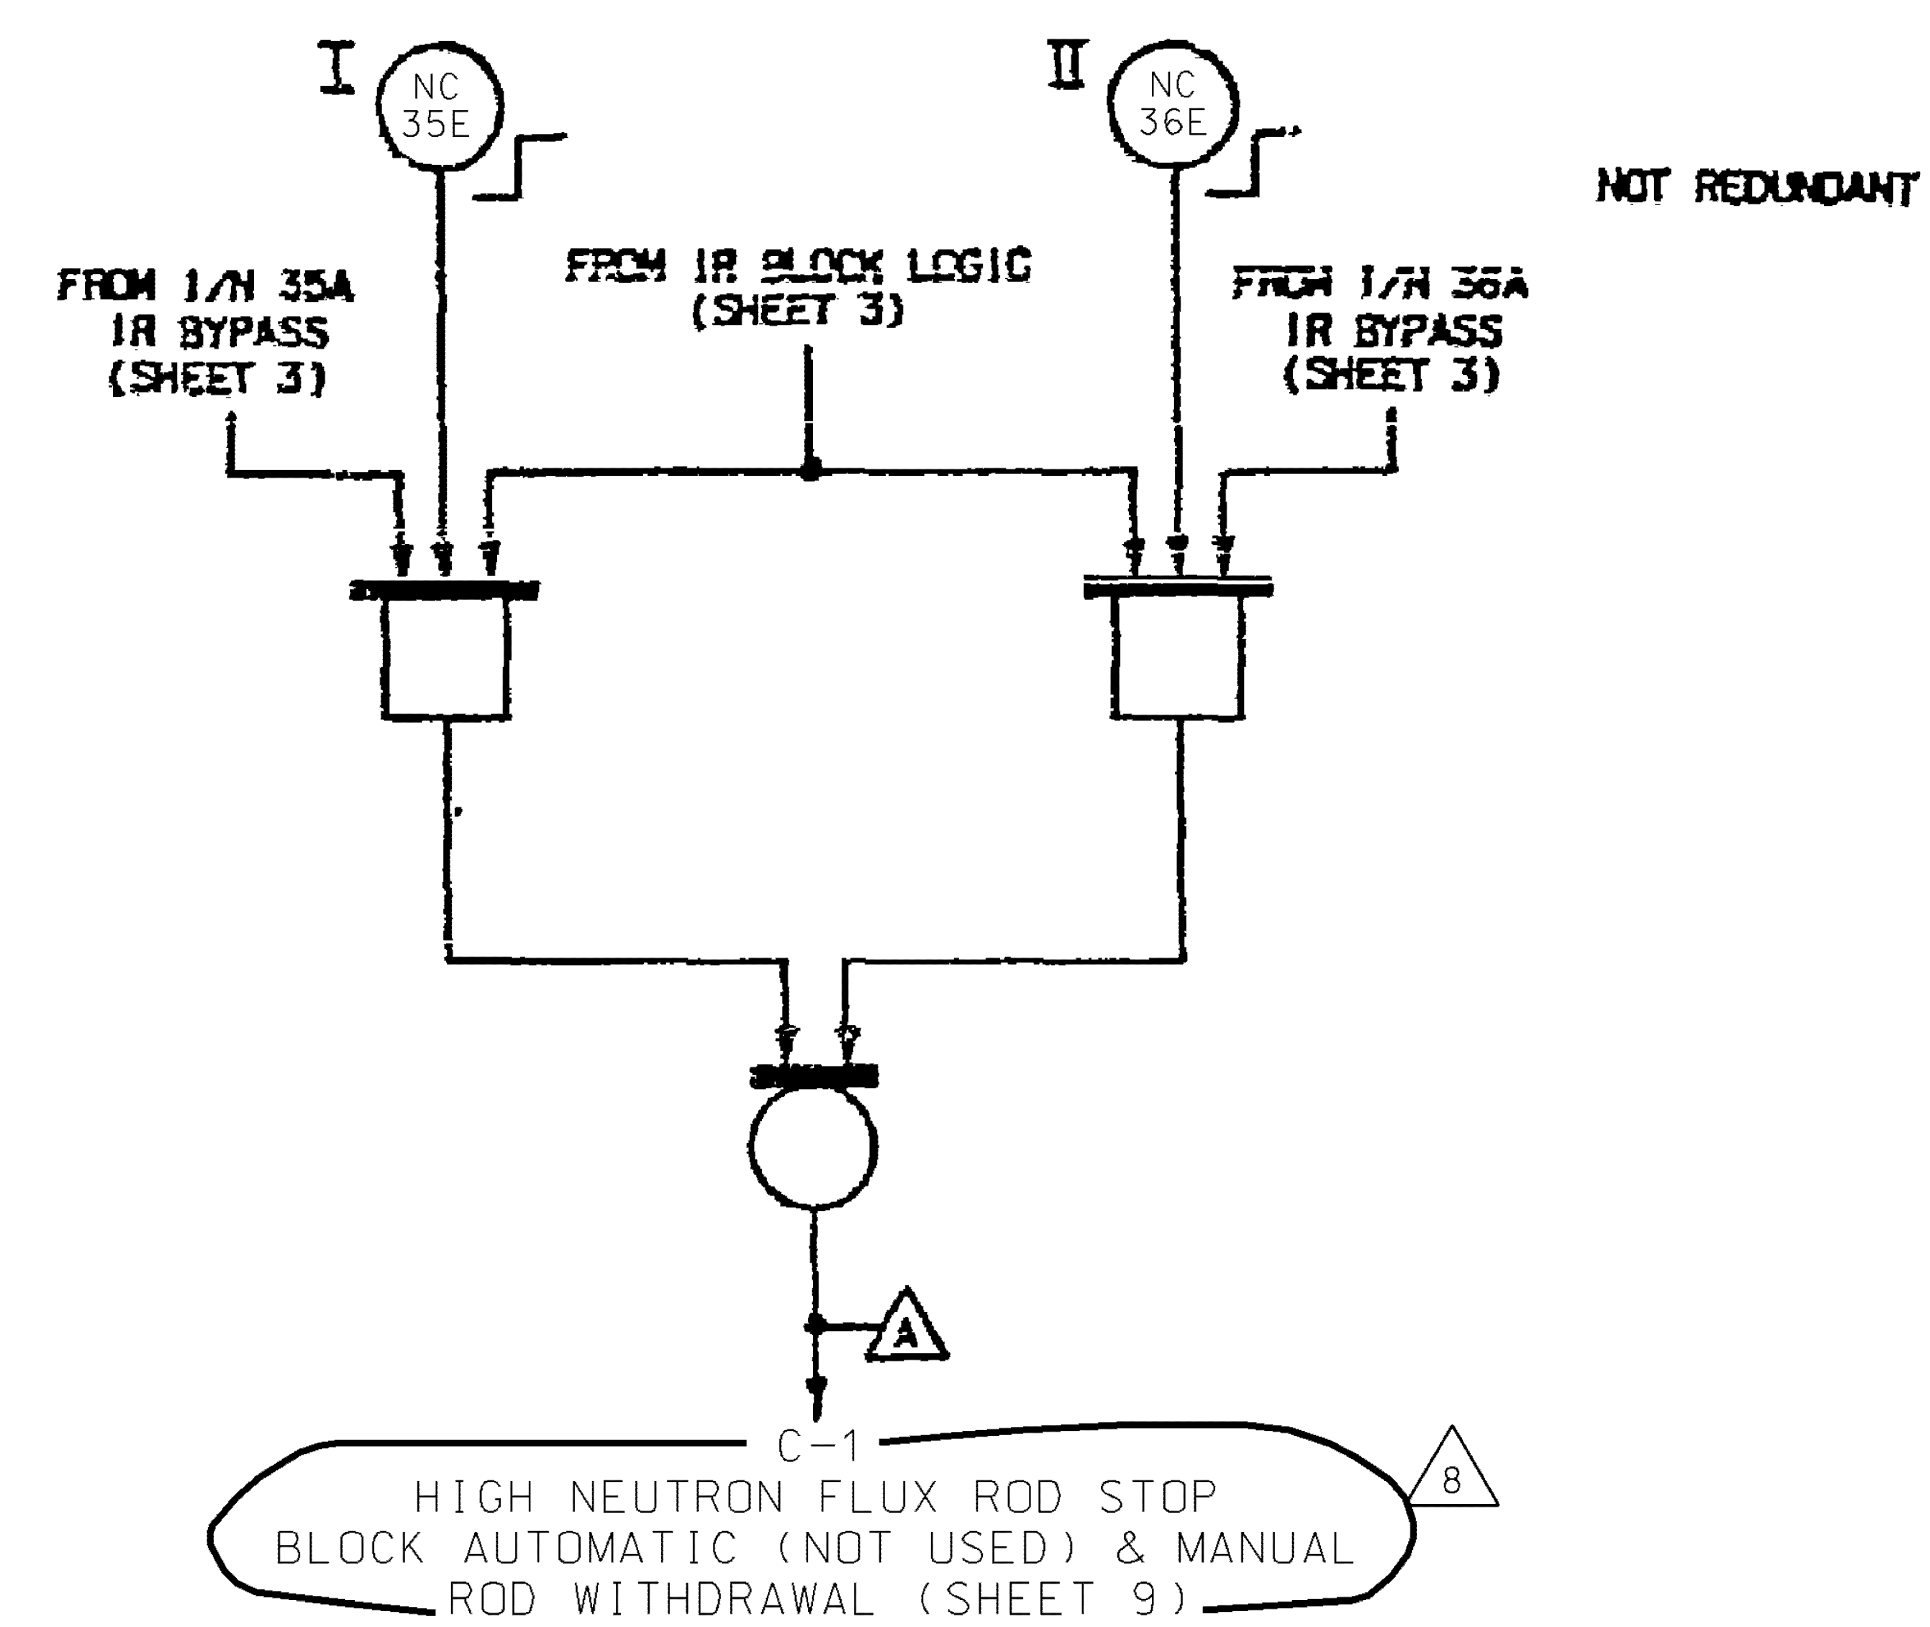 I
NC
35E
II
NC
36E
NOT REDUNDANT
FROM I/N 35A
IR BYPASS
(SHEET 3)
FROM IR BLOCK LOGIC
(SHEET 3)
FROM I/N 36A
IR BYPASS
(SHEET 3)
A
C-1
HIGH NEUTRON FLUX ROD STOP
BLOCK AUTOMATIC (NOT USED) & MANUAL
ROD WITHDRAWAL (SHEET 9)
8